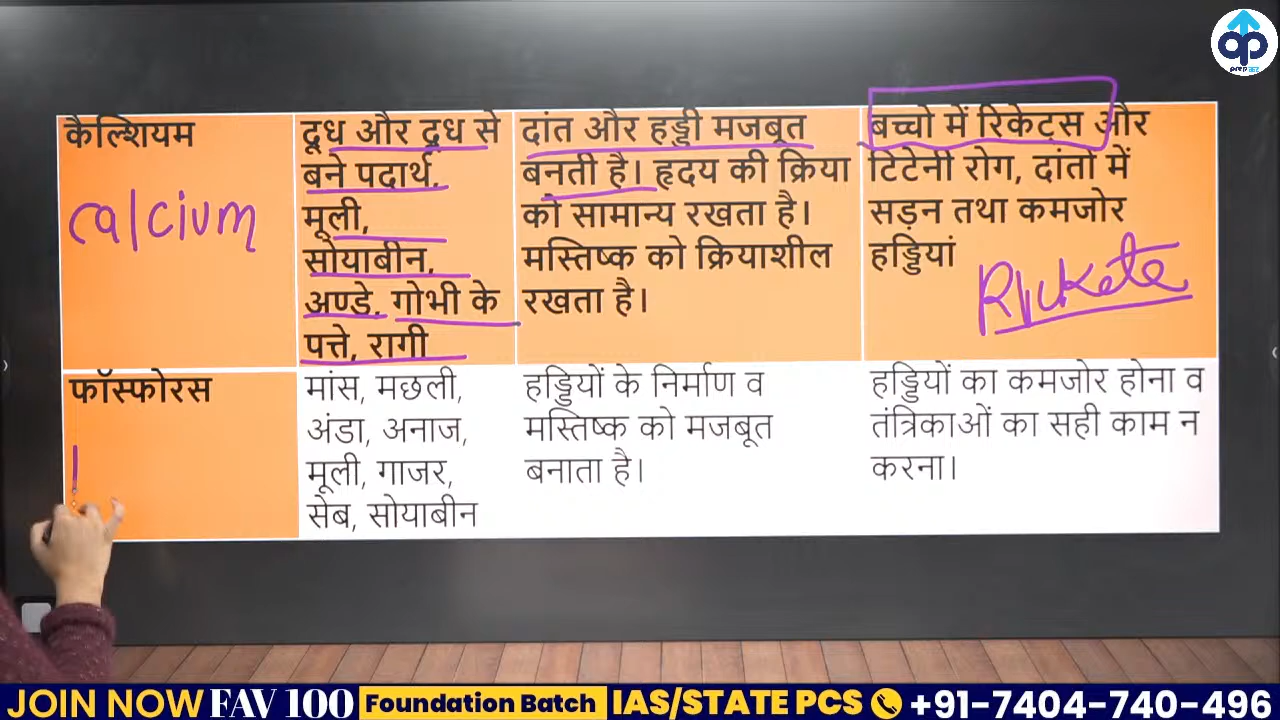 prep
कैल्शियम
calcium
दूध और दूध से
बने पदार्थ,
मूली,
सोयाबीन,
अण्डे, गोभी के
पत्ते, रागी
दांत और हड्डी मजबूत
बनती है। हृदय की क्रिया
को सामान्य रखता है।
मस्तिष्क को क्रियाशील
रखता है।
बच्चो में रिकेट्स और
टिटेनी रोग, दांतो में
सड़न तथा कमजोर
हड्डियां
Rickets
फॉस्फोरस
मांस, मछली,
अंडा, अनाज,
मूली, गाजर,
सेब, सोयाबीन
हड्डियों के निर्माण व
मस्तिष्क को मजबूत
बनाता है।
हड्डियों का कमजोर होना व
तंत्रिकाओं का सही काम न
करना।
JOIN NOW FAV 100 Foundation Batch IAS/STATE PCS +91-7404-740-496